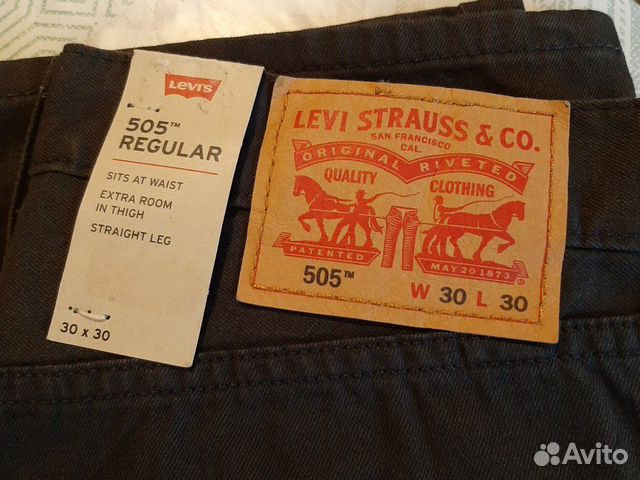 Levi's ®
505™
REGULAR
SITS AT WAIST
EXTRA ROOM
IN THIGH
STRAIGHT LEG
30 x 30
LEVI STRAUSS & CO.
SAN FRANCISCO
CAL.
ORIGINAL RIVETED
QUALITY CLOTHING
PATENTED MAY 20 1873 ®
505™
W 30 L 30
Avito